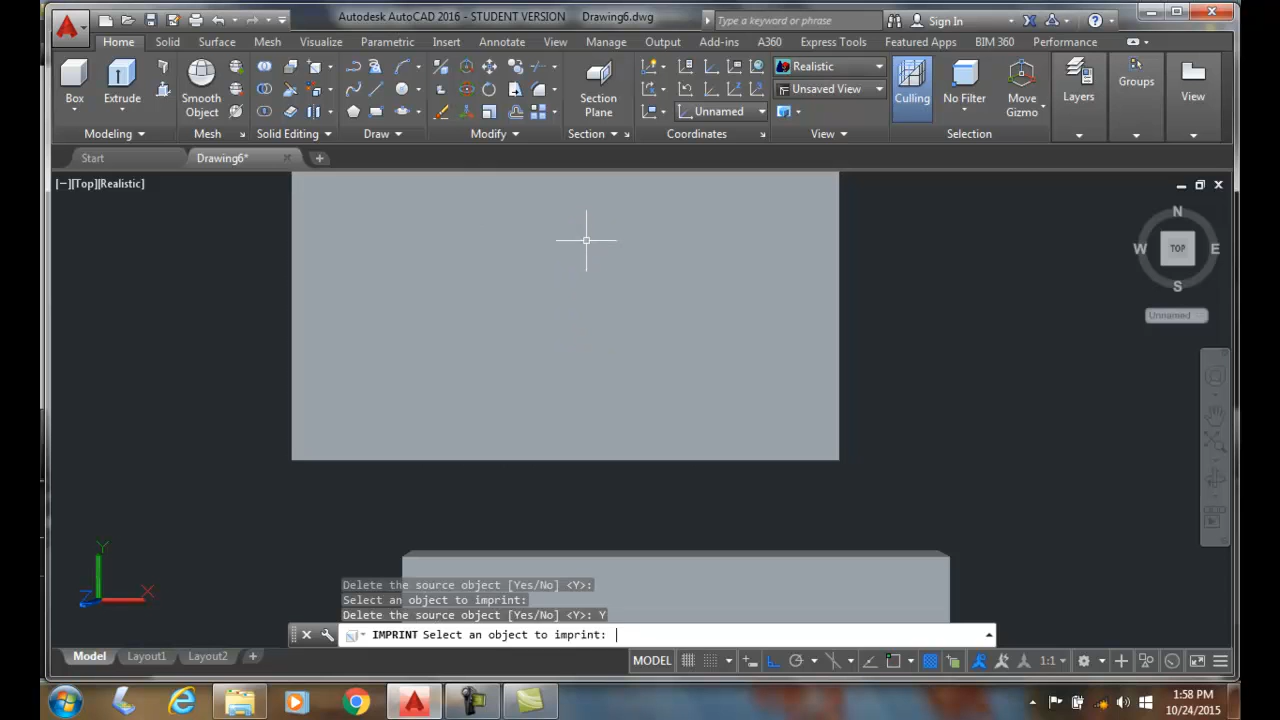 Autodesk AutoCAD 2016 - STUDENT VERSION Drawing6.dwg
Type a keyword or phrase
Sign In
Home Solid Surface Mesh Visualize Parametric Insert Annotate View Manage Output Add-ins A360 Express Tools Featured Apps BIM 360 Performance
Realistic
Unsaved View
Unnamed
Box Extrude Smooth Object Section Plane Culling No Filter Move Gizmo Layers Groups View
Modeling Mesh Solid Editing Draw Modify Section Coordinates View Selection
Start Drawing6*
[−][Top][Realistic]
N
W TOP E
S
Unnamed
Y
Z X
Delete the source object [Yes/No] <Y>:
Select an object to imprint:
Delete the source object [Yes/No] <Y>: Y
IMPRINT Select an object to imprint:
Model Layout1 Layout2 MODEL 1:1
1:58 PM
10/24/2015